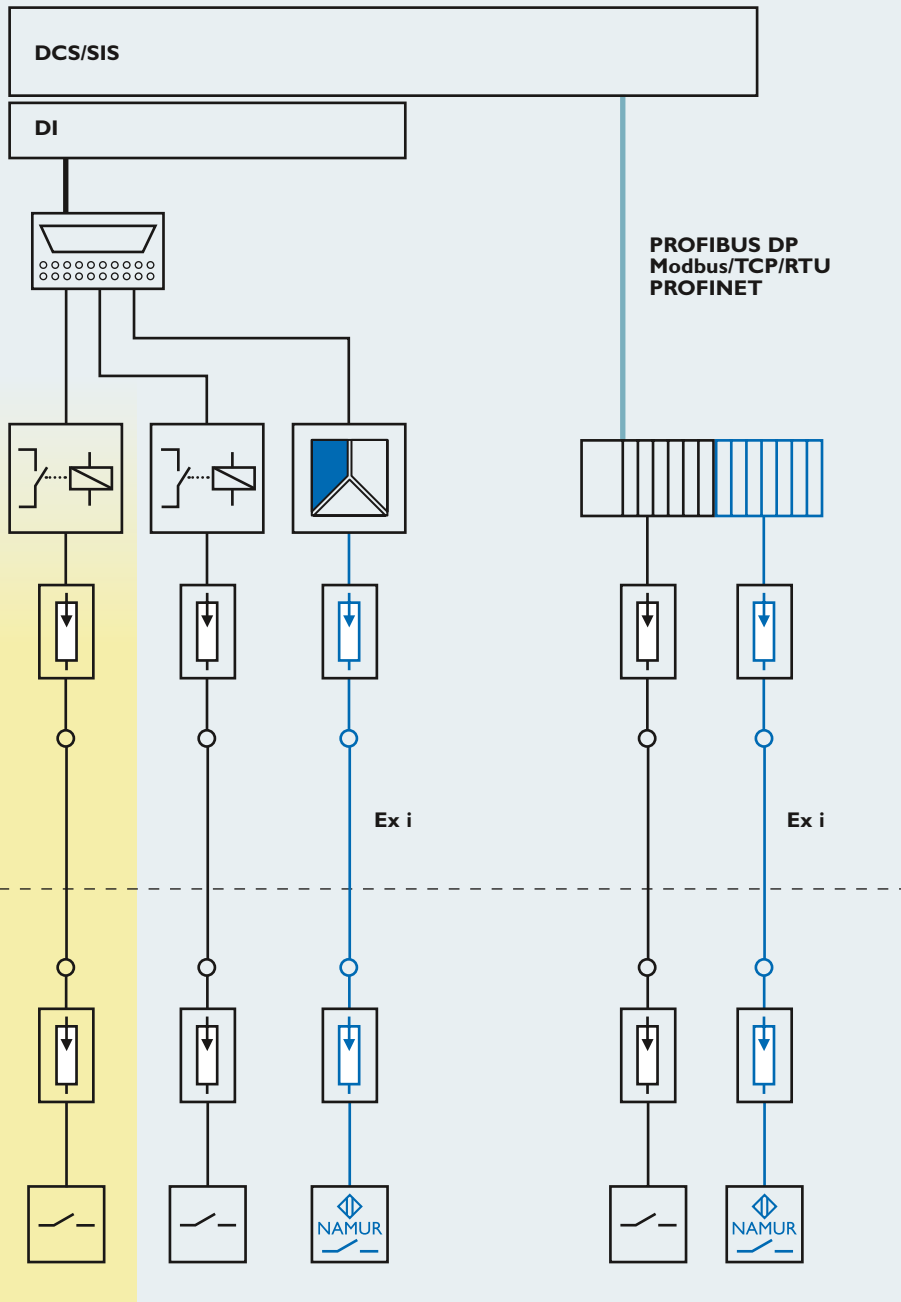 DCS/SIS
DI
PROFIBUS DP
Modbus/TCP/RTU
PROFINET
Ex i
Ex i
NAMUR
NAMUR